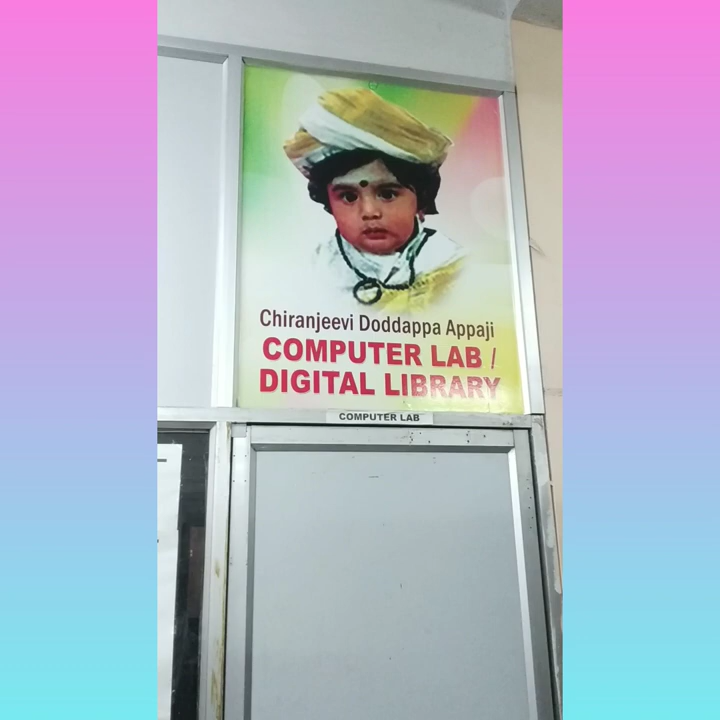 Chiranjeevi Doddappa Appaji
COMPUTER LAB /
DIGITAL LIBRARY
COMPUTER LAB